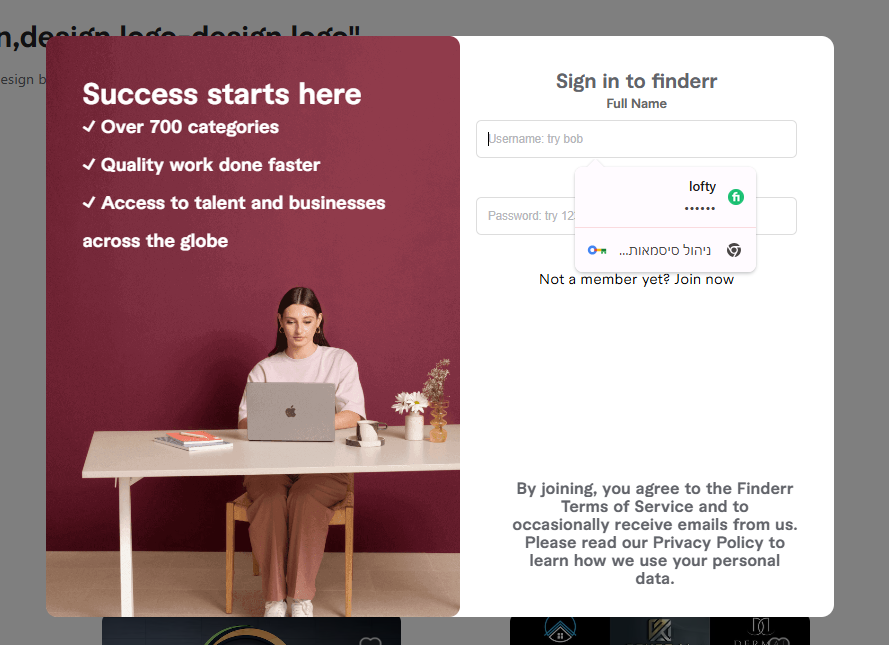 n,design logo, design logo"
esign b
Success starts here
✓ Over 700 categories
✓ Quality work done faster
✓ Access to talent and businesses
across the globe
Sign in to finderr
Full Name
Username: try bob
lofty
••••••
Password: try 12
ניהול סיסמאות...
Not a member yet? Join now
By joining, you agree to the Finderr
Terms of Service and to
occasionally receive emails from us.
Please read our Privacy Policy to
learn how we use your personal
data.